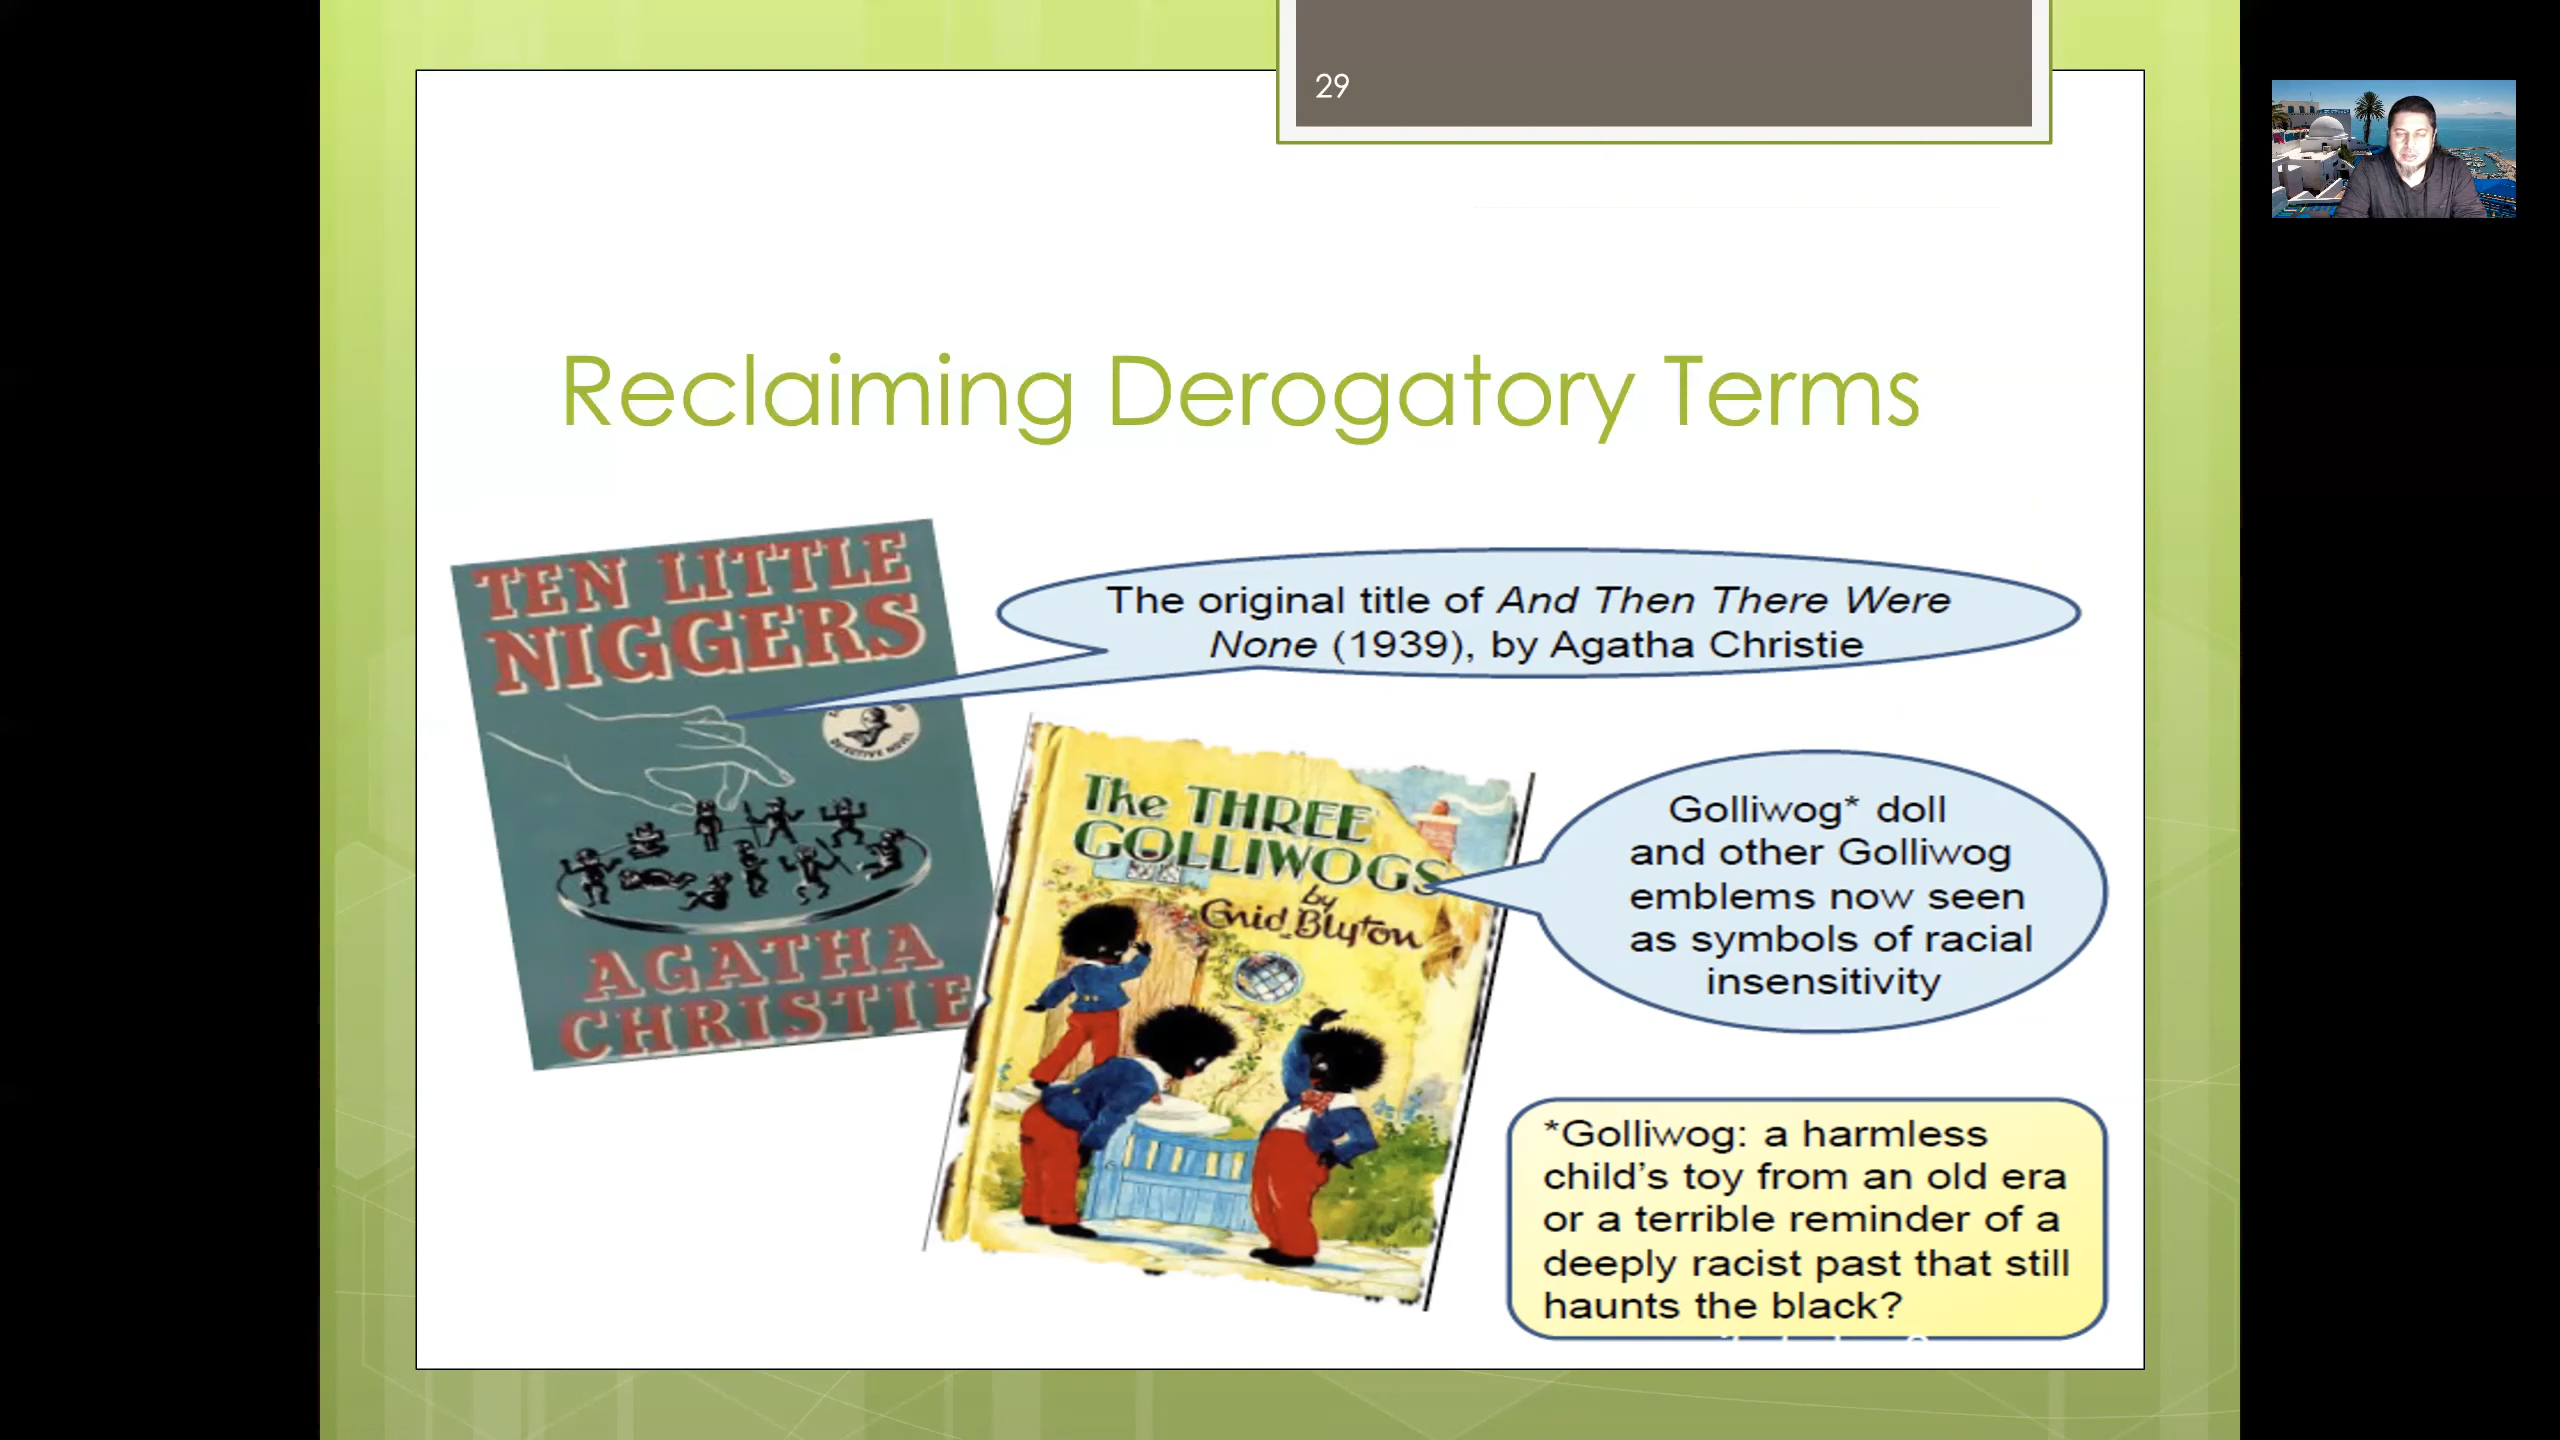 29
Reclaiming Derogatory Terms
TEN LITTLE
NIGGERS
DETECTIVE NOVEL
AGATHA
CHRISTIE
The original title of And Then There Were
None (1939), by Agatha Christie
The THREE
GOLLIWOGS
by
Enid Blyton
Golliwog* doll
and other Golliwog
emblems now seen
as symbols of racial
insensitivity
*Golliwog: a harmless
child's toy from an old era
or a terrible reminder of a
deeply racist past that still
haunts the black?